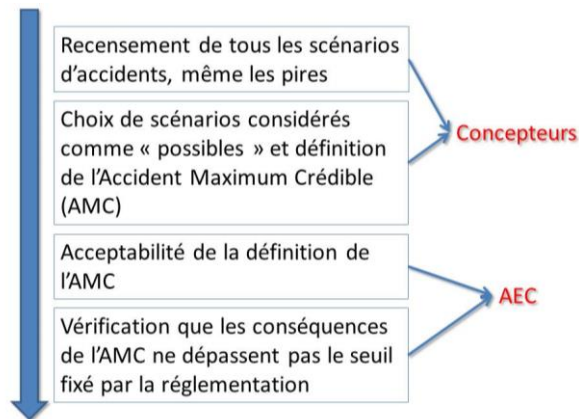 Recensement de tous les scénarios
d'accidents, même les pires
Choix de scénarios considérés
comme « possibles » et définition
de l'Accident Maximum Crédible
(AMC)
Concepteurs
Acceptabilité de la définition de
l'AMC
Vérification que les conséquences
de l'AMC ne dépassent pas le seuil
fixé par la réglementation
AEC